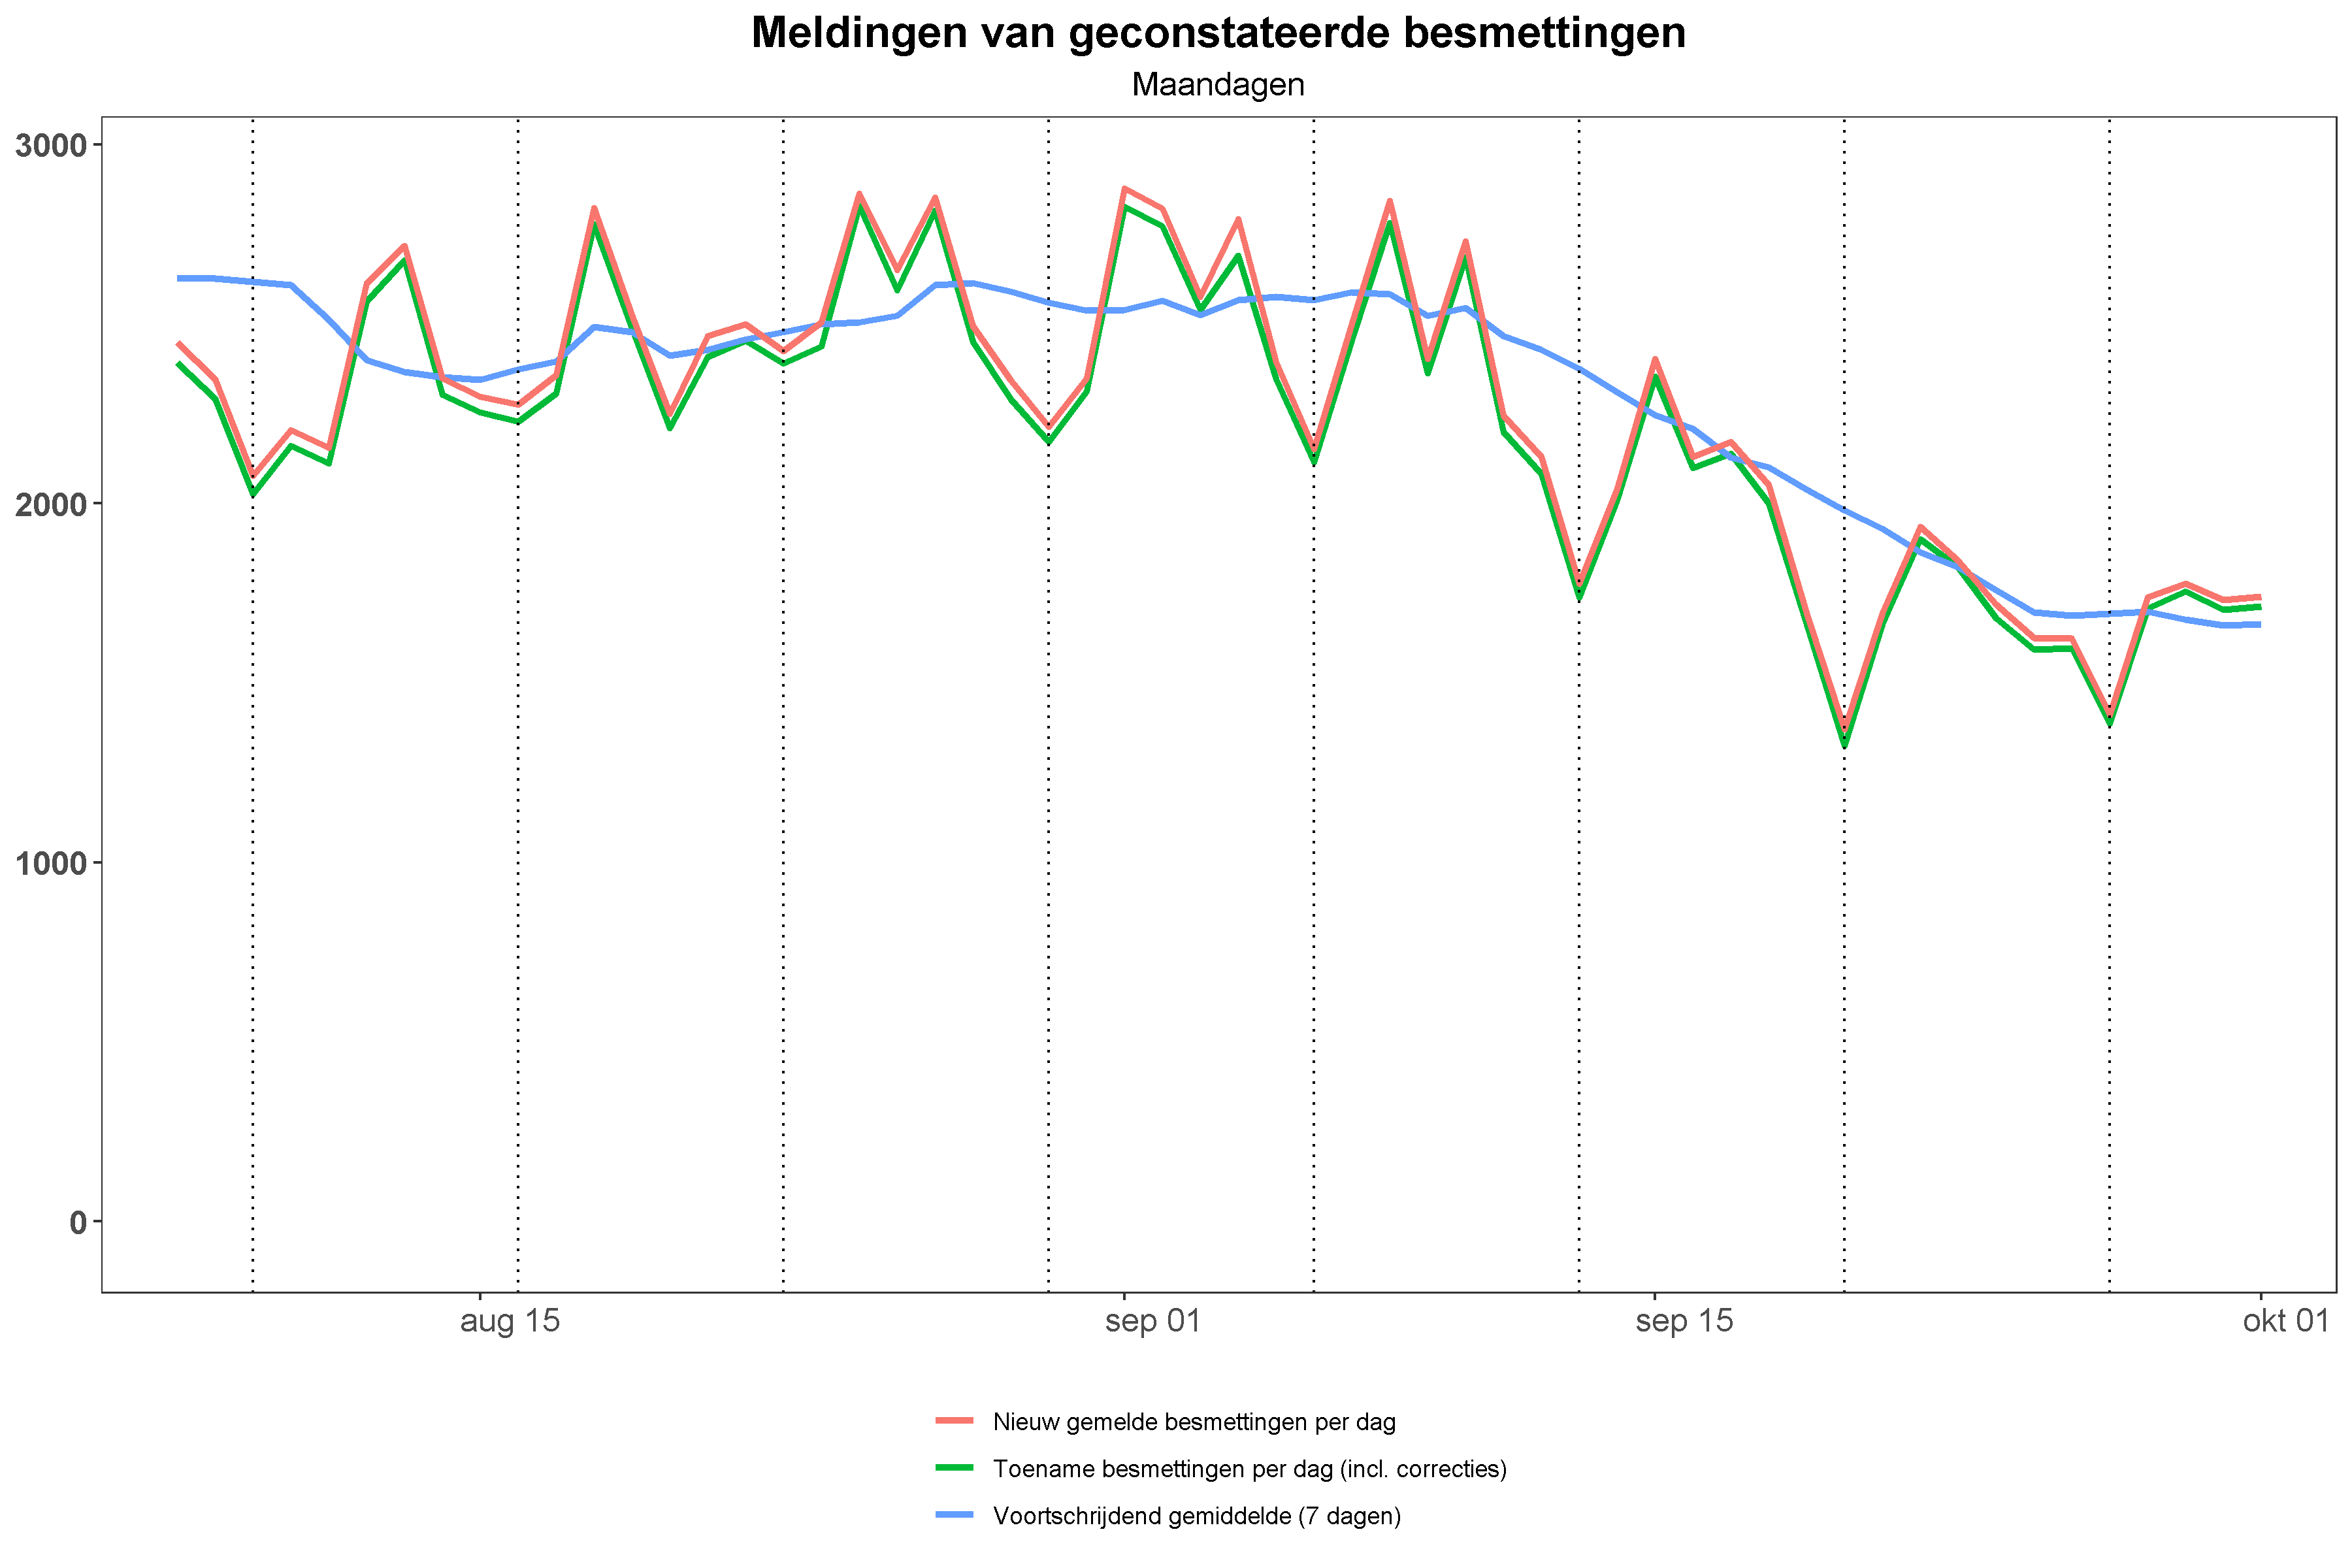 Meldingen van geconstateerde besmettingen
Maandagen
3000
2000
1000
0
aug 15
sep 01
sep 15
okt 01
Nieuw gemelde besmettingen per dag
Toename besmettingen per dag (incl. correcties)
Voortschrijdend gemiddelde (7 dagen)